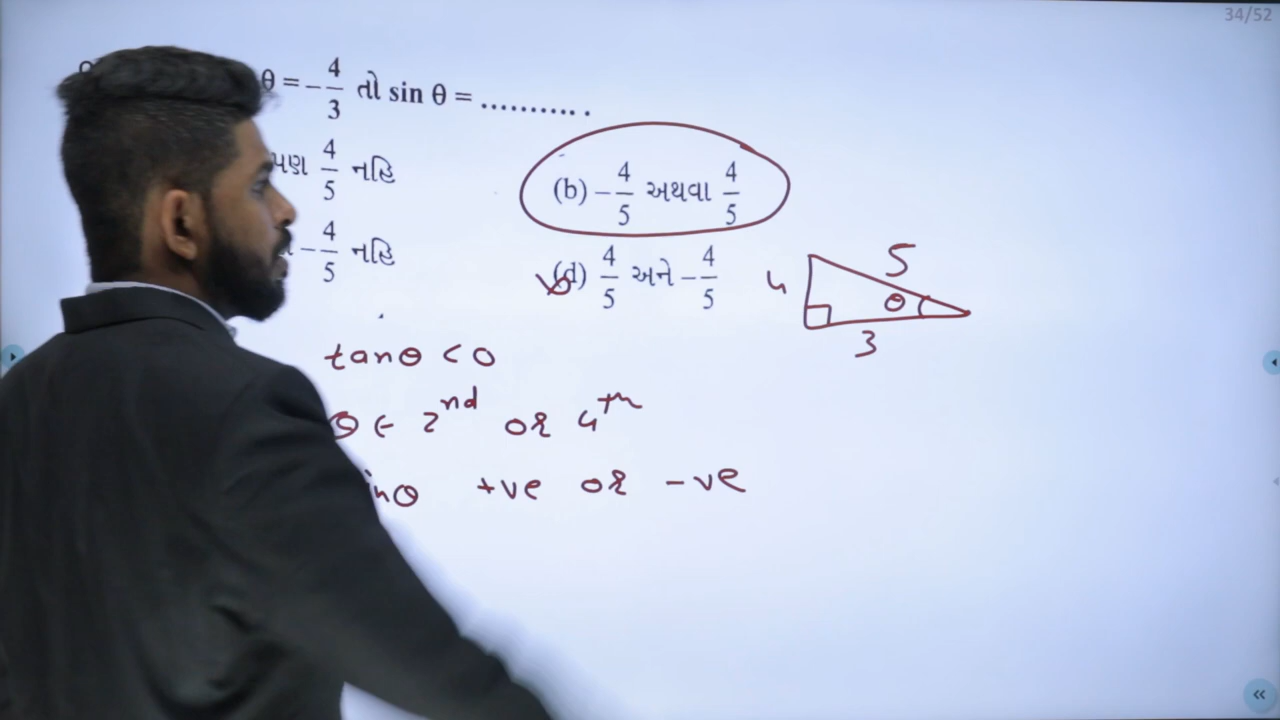 34/52
θ = -4/3 તો sin θ = ...........
પણ 4/5 નહિ
(b) -4/5 અથવા 4/5
-4/5 નહિ
(d) 4/5 અને -4/5
4
5
θ
3
tanθ < 0
θ ∈ 2nd or 4th
inθ +ve or -ve